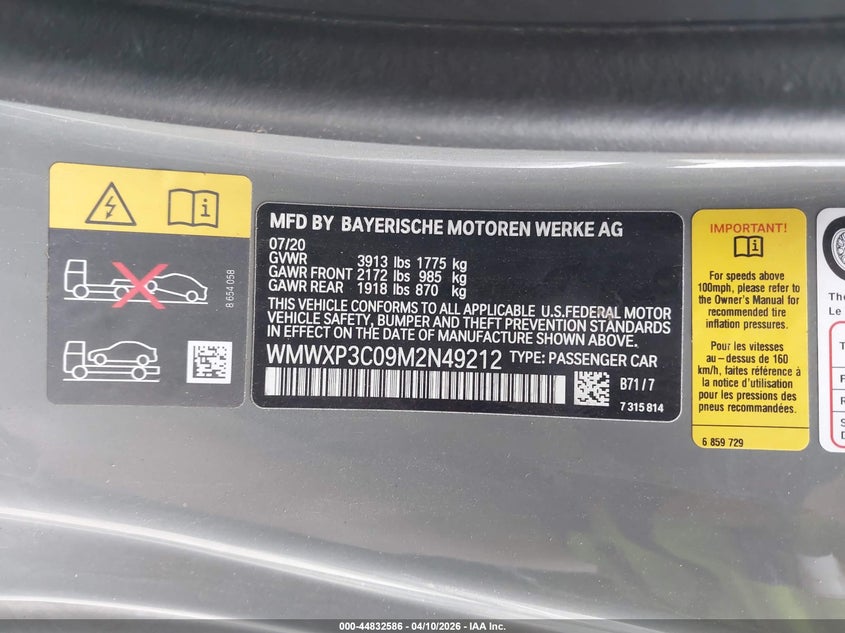 8 654 058
MFD BY BAYERISCHE MOTOREN WERKE AG
07/20
GVWR 3913 lbs 1775 kg
GAWR FRONT 2172 lbs 985 kg
GAWR REAR 1918 lbs 870 kg
THIS VEHICLE CONFORMS TO ALL APPLICABLE U.S.FEDERAL MOTOR
VEHICLE SAFETY, BUMPER AND THEFT PREVENTION STANDARDS
IN EFFECT ON THE DATE OF MANUFACTURE SHOWN ABOVE.
WMWXP3C09M2N49212 TYPE: PASSENGER CAR
B71 / 7
7 315 814
IMPORTANT!
For speeds above
100mph, please refer to
the Owner's Manual for
recommended tire
inflation pressures.
Pour les vitesses
au-dessus de 160
km/h, faites référence à
la notice d'utilisation
pour les pressions des
pneus recommandées.
6 859 729
The
Le
000-44832586 - 04/10/2026 - IAA Inc.